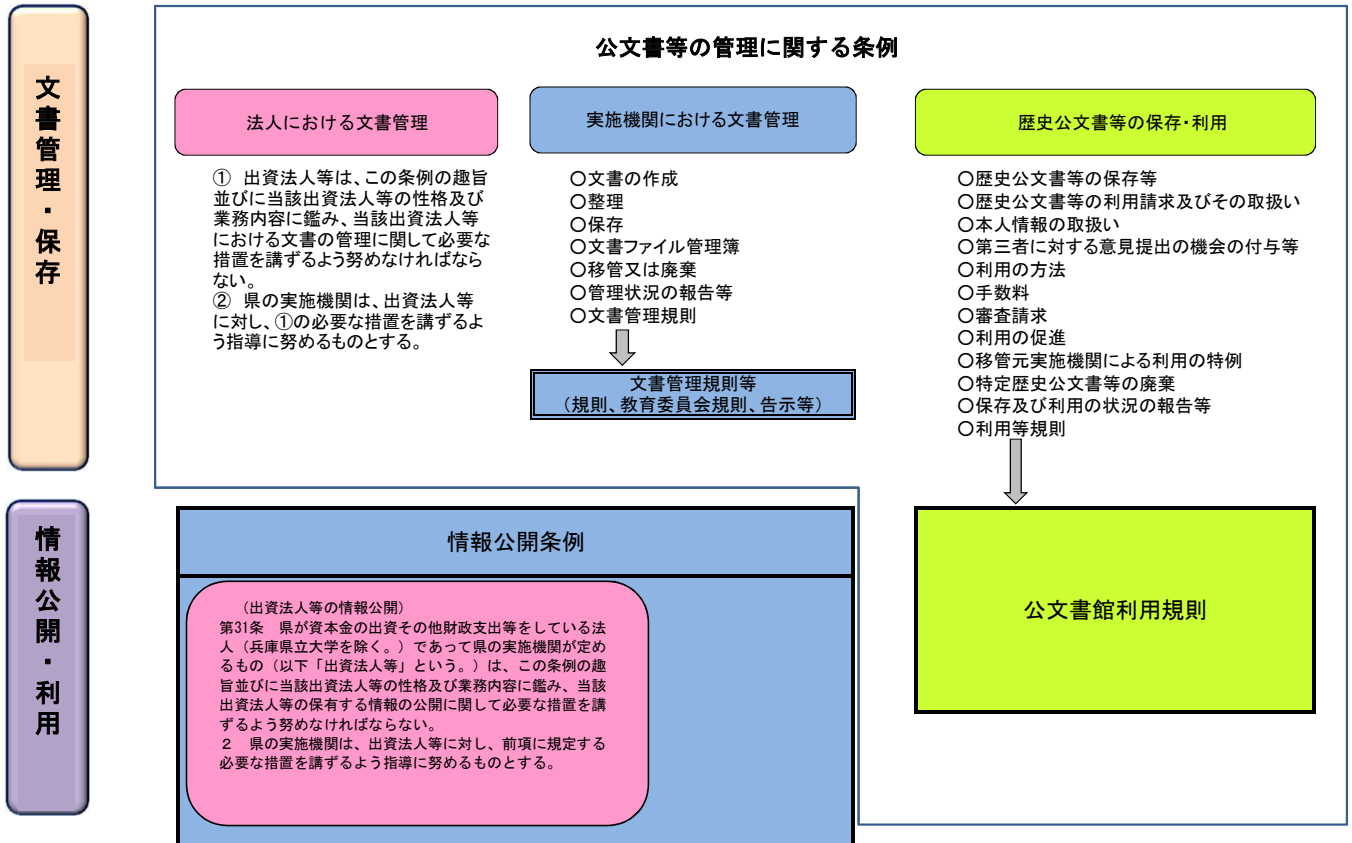 文書管理・保存
公文書等の管理に関する条例
法人における文書管理
① 出資法人等は、この条例の趣旨
並びに当該出資法人等の性格及び
業務内容に鑑み、当該出資法人等
における文書の管理に関して必要な
措置を講ずるよう努めなければなら
ない。
② 県の実施機関は、出資法人等
に対し、①の必要な措置を講ずるよ
う指導に努めるものとする。
実施機関における文書管理
〇文書の作成
〇整理
〇保存
〇文書ファイル管理簿
〇移管又は廃棄
〇管理状況の報告等
〇文書管理規則
文書管理規則等
（規則、教育委員会規則、告示等）
歴史公文書等の保存・利用
〇歴史公文書等の保存等
〇歴史公文書等の利用請求及びその取扱い
〇本人情報の取扱い
〇第三者に対する意見提出の機会の付与等
〇利用の方法
〇手数料
〇審査請求
〇利用の促進
〇移管元実施機関による利用の特例
〇特定歴史公文書等の廃棄
〇保存及び利用の状況の報告等
〇利用等規則
情報公開・利用
情報公開条例
（出資法人等の情報公開）
第31条　県が資本金の出資その他財政支出等をしている法
人（兵庫県立大学を除く。）であって県の実施機関が定め
るもの（以下「出資法人等」という。）は、この条例の趣
旨並びに当該出資法人等の性格及び業務内容に鑑み、当該
出資法人等の保有する情報の公開に関して必要な措置を講
ずるよう努めなければならない。
２　県の実施機関は、出資法人等に対し、前項に規定する
必要な措置を講ずるよう指導に努めるものとする。
公文書館利用規則